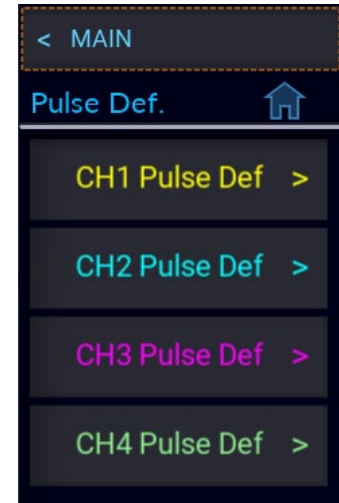 < MAIN
Pulse Def.
CH1 Pulse Def >
CH2 Pulse Def >
CH3 Pulse Def >
CH4 Pulse Def >